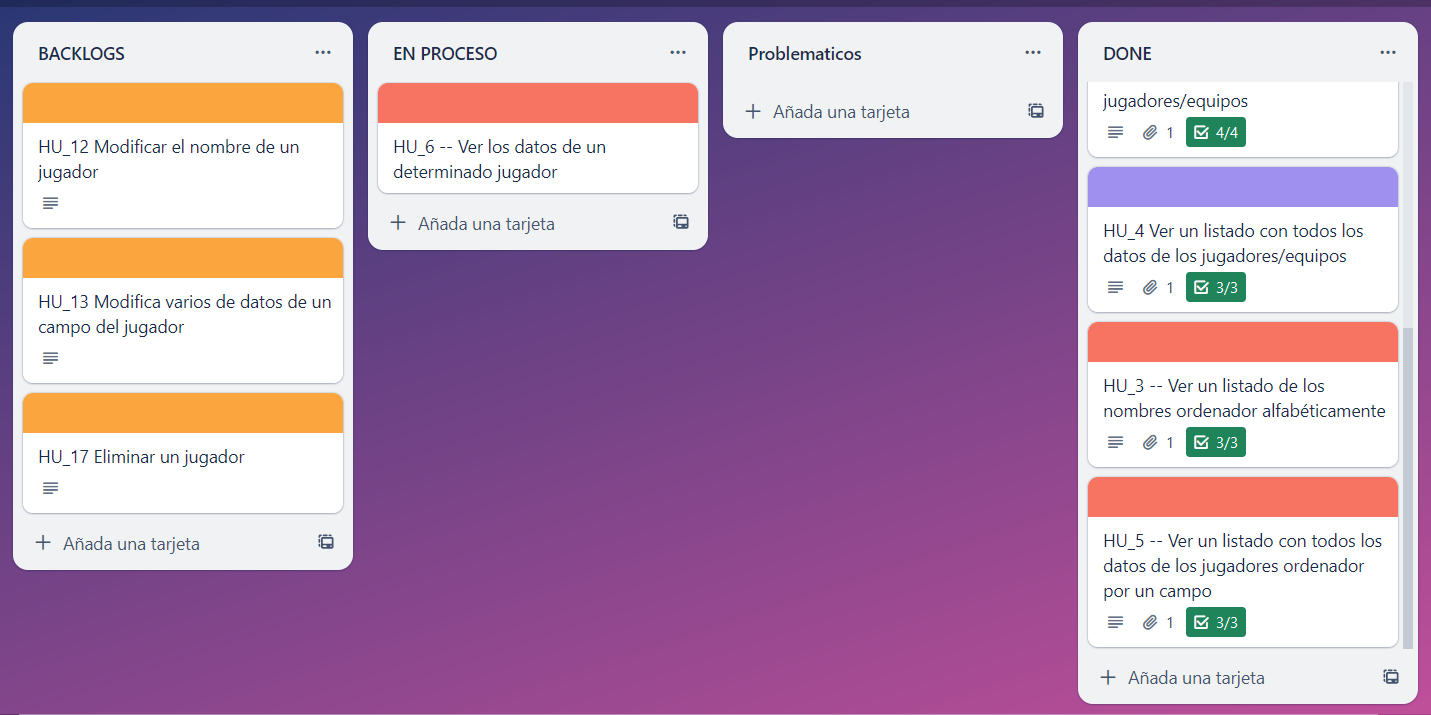 BACKLOGS
HU_12 Modificar el nombre de un
jugador
HU_13 Modifica varios de datos de un
campo del jugador
HU_17 Eliminar un jugador
Añada una tarjeta
EN PROCESO
HU_6 -- Ver los datos de un
determinado jugador
Añada una tarjeta
Problematicos
Añada una tarjeta
DONE
jugadores/equipos
1 4/4
HU_4 Ver un listado con todos los
datos de los jugadores/equipos
1 3/3
HU_3 -- Ver un listado de los
nombres ordenador alfabéticamente
1 3/3
HU_5 -- Ver un listado con todos los
datos de los jugadores ordenador
por un campo
1 3/3
Añada una tarjeta